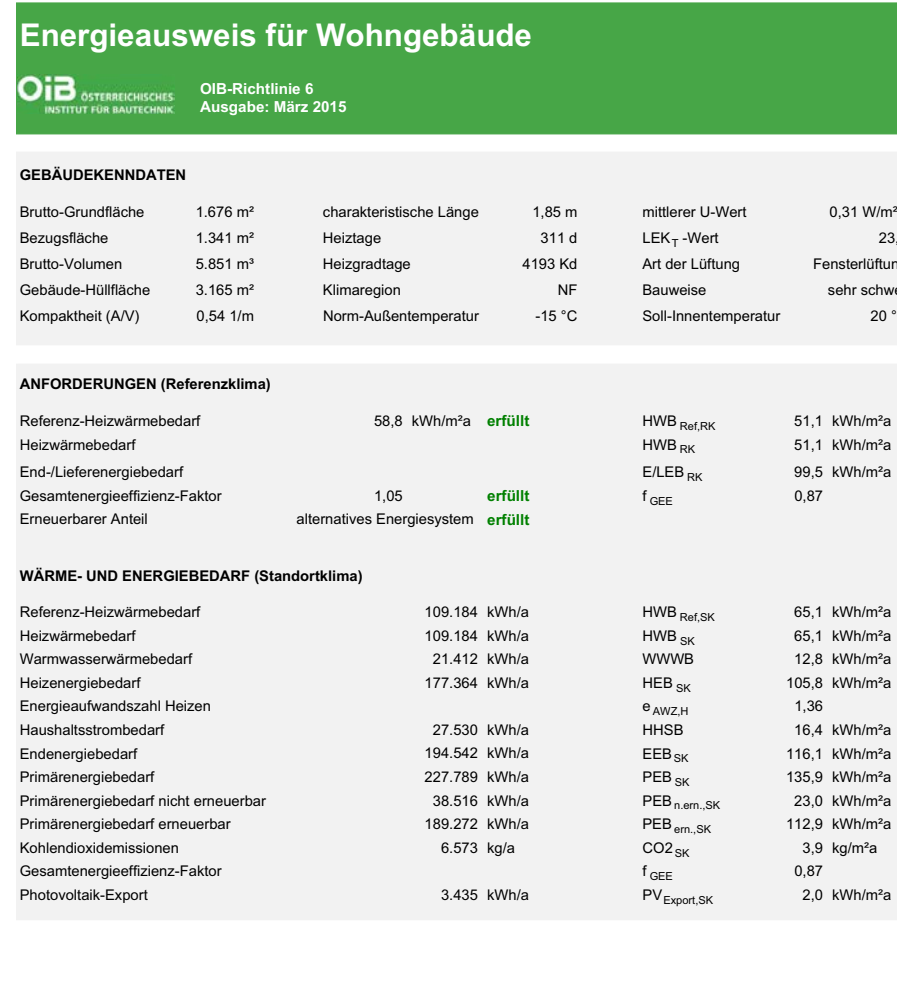 Energieausweis für Wohngebäude
OiB ÖSTERREICHISCHES
INSTITUT FÜR BAUTECHNIK
OIB-Richtlinie 6
Ausgabe: März 2015
GEBÄUDEKENNDATEN
Brutto-Grundfläche 1.676 m² charakteristische Länge 1,85 m mittlerer U-Wert 0,31 W/m²
Bezugsfläche 1.341 m² Heiztage 311 d LEK T -Wert 23,
Brutto-Volumen 5.851 m³ Heizgradtage 4193 Kd Art der Lüftung Fensterlüftun
Gebäude-Hüllfläche 3.165 m² Klimaregion NF Bauweise sehr schwe
Kompaktheit (A/V) 0,54 1/m Norm-Außentemperatur -15 °C Soll-Innentemperatur 20 °
ANFORDERUNGEN (Referenzklima)
Referenz-Heizwärmebedarf 58,8 kWh/m²a erfüllt HWB Ref,RK 51,1 kWh/m²a
Heizwärmebedarf HWB RK 51,1 kWh/m²a
End-/Lieferenergiebedarf E/LEB RK 99,5 kWh/m²a
Gesamtenergieeffizienz-Faktor 1,05 erfüllt f GEE 0,87
Erneuerbarer Anteil alternatives Energiesystem erfüllt
WÄRME- UND ENERGIEBEDARF (Standortklima)
Referenz-Heizwärmebedarf 109.184 kWh/a HWB Ref,SK 65,1 kWh/m²a
Heizwärmebedarf 109.184 kWh/a HWB SK 65,1 kWh/m²a
Warmwasserwärmebedarf 21.412 kWh/a WWWB 12,8 kWh/m²a
Heizenergiebedarf 177.364 kWh/a HEB SK 105,8 kWh/m²a
Energieaufwandszahl Heizen e AWZ,H 1,36
Haushaltsstrombedarf 27.530 kWh/a HHSB 16,4 kWh/m²a
Endenergiebedarf 194.542 kWh/a EEB SK 116,1 kWh/m²a
Primärenergiebedarf 227.789 kWh/a PEB SK 135,9 kWh/m²a
Primärenergiebedarf nicht erneuerbar 38.516 kWh/a PEB n.ern.,SK 23,0 kWh/m²a
Primärenergiebedarf erneuerbar 189.272 kWh/a PEB ern.,SK 112,9 kWh/m²a
Kohlendioxidemissionen 6.573 kg/a CO2 SK 3,9 kg/m²a
Gesamtenergieeffizienz-Faktor f GEE 0,87
Photovoltaik-Export 3.435 kWh/a PV Export,SK 2,0 kWh/m²a